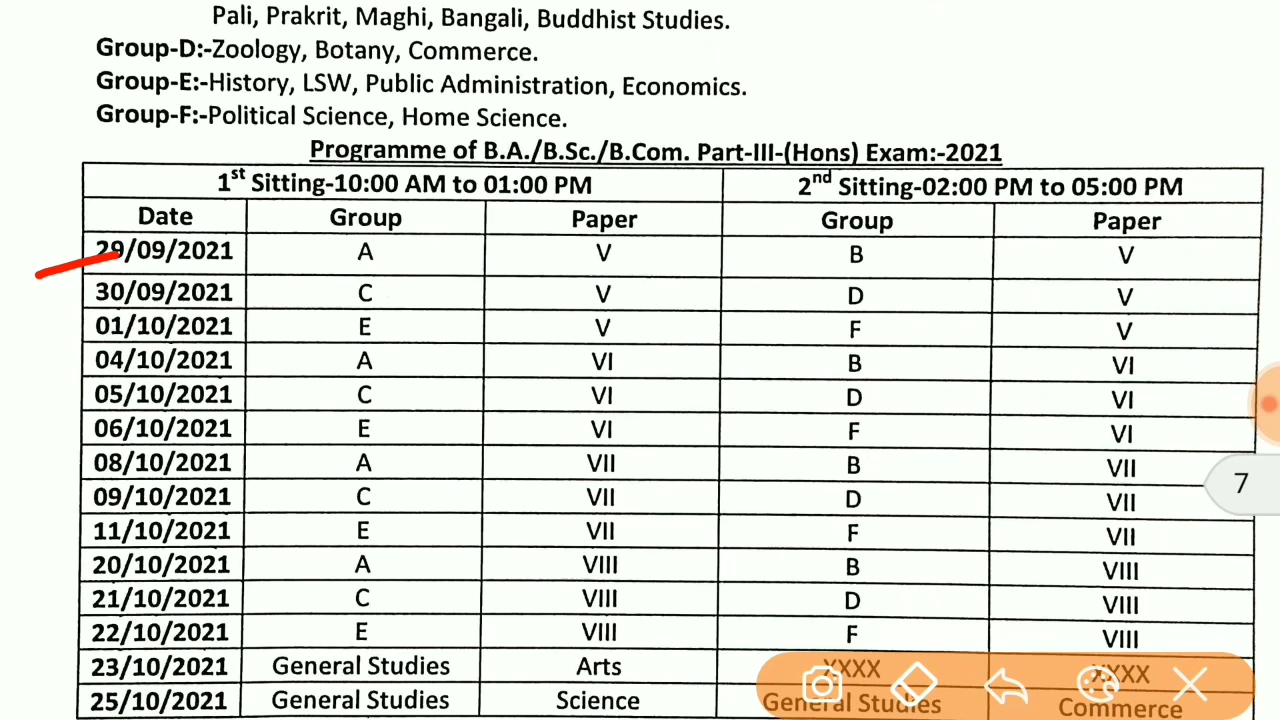 Pali, Prakrit, Maghi, Bangali, Buddhist Studies.
Group-D:-Zoology, Botany, Commerce.
Group-E:-History, LSW, Public Administration, Economics.
Group-F:-Political Science, Home Science.
Programme of B.A./B.Sc./B.Com. Part-III-(Hons) Exam:-2021
1st Sitting-10:00 AM to 01:00 PM 2nd Sitting-02:00 PM to 05:00 PM
Date Group Paper Group Paper
29/09/2021 A V B V
30/09/2021 C V D V
01/10/2021 E V F V
04/10/2021 A VI B VI
05/10/2021 C VI D VI
06/10/2021 E VI F VI
08/10/2021 A VII B VII
09/10/2021 C VII D VII
11/10/2021 E VII F VII
20/10/2021 A VIII B VIII
21/10/2021 C VIII D VIII
22/10/2021 E VIII F VIII
23/10/2021 General Studies Arts XXXX XXXX
25/10/2021 General Studies Science General Studies Commerce
7